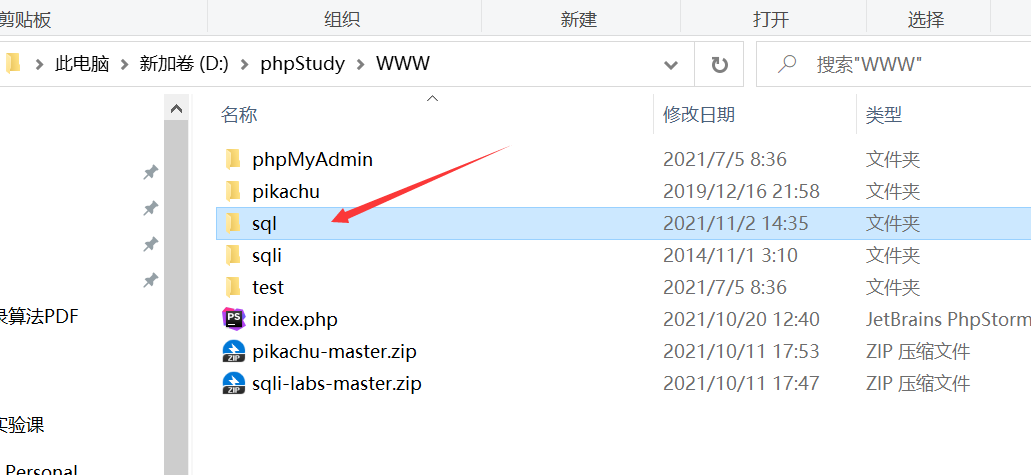 剪贴板 组织 新建 打开 选择
此电脑 新加卷 (D:) phpStudy WWW 搜索"WWW"
名称 修改日期 类型
phpMyAdmin 2021/7/5 8:36 文件夹
pikachu 2019/12/16 21:58 文件夹
sql 2021/11/2 14:35 文件夹
sqli 2014/11/1 3:10 文件夹
test 2021/7/5 8:36 文件夹
算法PDF index.php 2021/10/20 12:40 JetBrains PhpStorm
pikachu-master.zip 2021/10/11 17:53 ZIP 压缩文件
sqli-labs-master.zip 2021/10/11 17:47 ZIP 压缩文件
实验课
Personal